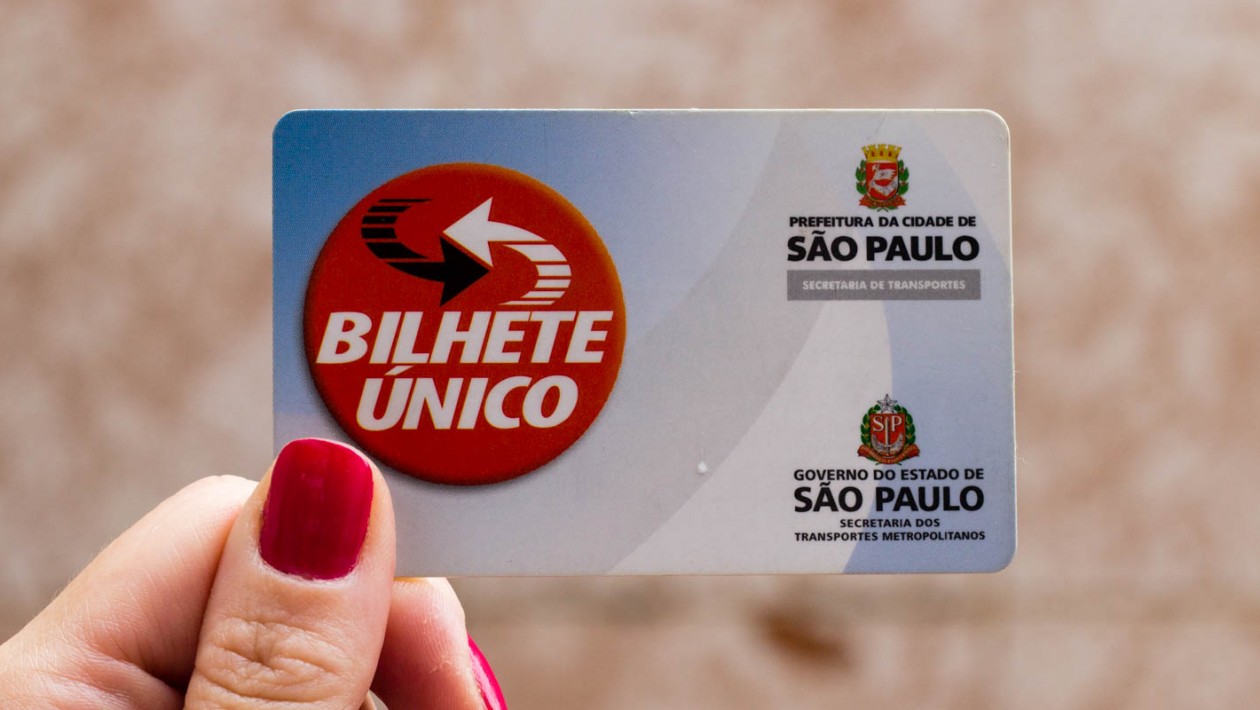 BILHETE
ÚNICO
PREFEITURA DA CIDADE DE
SÃO PAULO
SECRETARIA DE TRANSPORTES
SP
GOVERNO DO ESTADO DE
SÃO PAULO
SECRETARIA DOS
TRANSPORTES METROPOLITANOS